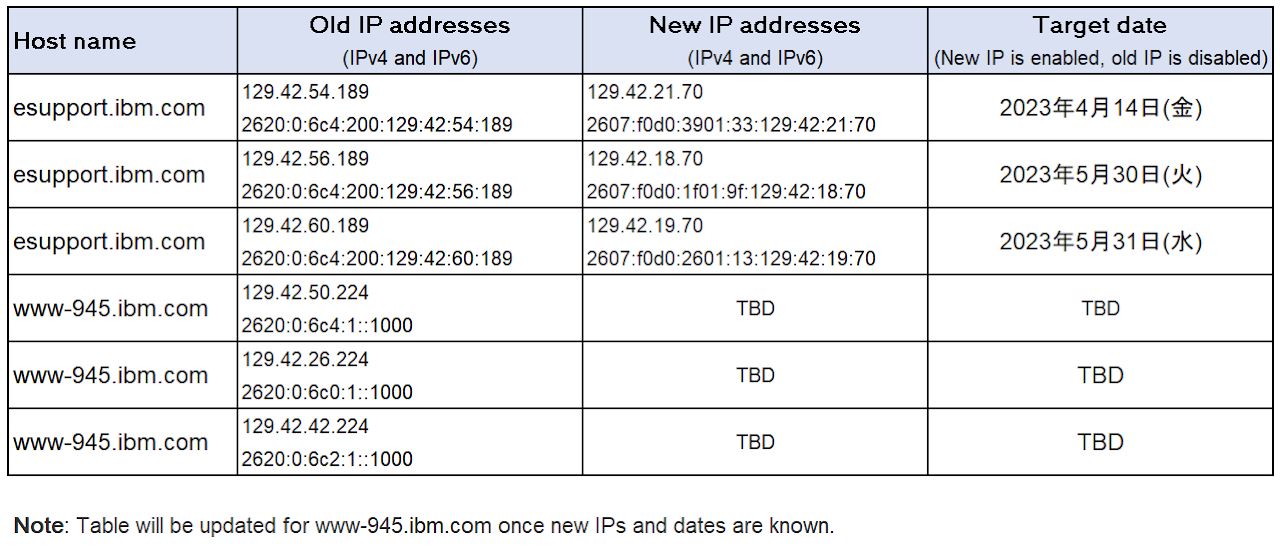 Host name
Old IP addresses
(IPv4 and IPv6)
New IP addresses
(IPv4 and IPv6)
Target date
(New IP is enabled, old IP is disabled)
esupport.ibm.com
129.42.54.189
2620:0:6c4:200:129:42:54:189
129.42.21.70
2607:f0d0:3901:33:129:42:21:70
2023年4月14日(金)
esupport.ibm.com
129.42.56.189
2620:0:6c4:200:129:42:56:189
129.42.18.70
2607:f0d0:1f01:9f:129:42:18:70
2023年5月30日(火)
esupport.ibm.com
129.42.60.189
2620:0:6c4:200:129:42:60:189
129.42.19.70
2607:f0d0:2601:13:129:42:19:70
2023年5月31日(水)
www-945.ibm.com
129.42.50.224
2620:0:6c4:1::1000
TBD
TBD
www-945.ibm.com
129.42.26.224
2620:0:6c0:1::1000
TBD
TBD
www-945.ibm.com
129.42.42.224
2620:0:6c2:1::1000
TBD
TBD
Note: Table will be updated for www-945.ibm.com once new IPs and dates are known.